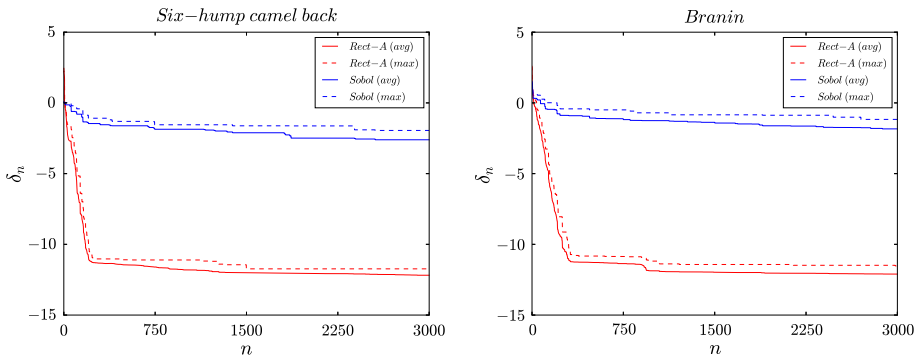 Six−hump camel back
5
0
−5
−10
−15
δn
Rect−A (avg)
Rect−A (max)
Sobol (avg)
Sobol (max)
0
750
1500
2250
3000
n
Branin
5
0
−5
−10
−15
δn
Rect−A (avg)
Rect−A (max)
Sobol (avg)
Sobol (max)
0
750
1500
2250
3000
n